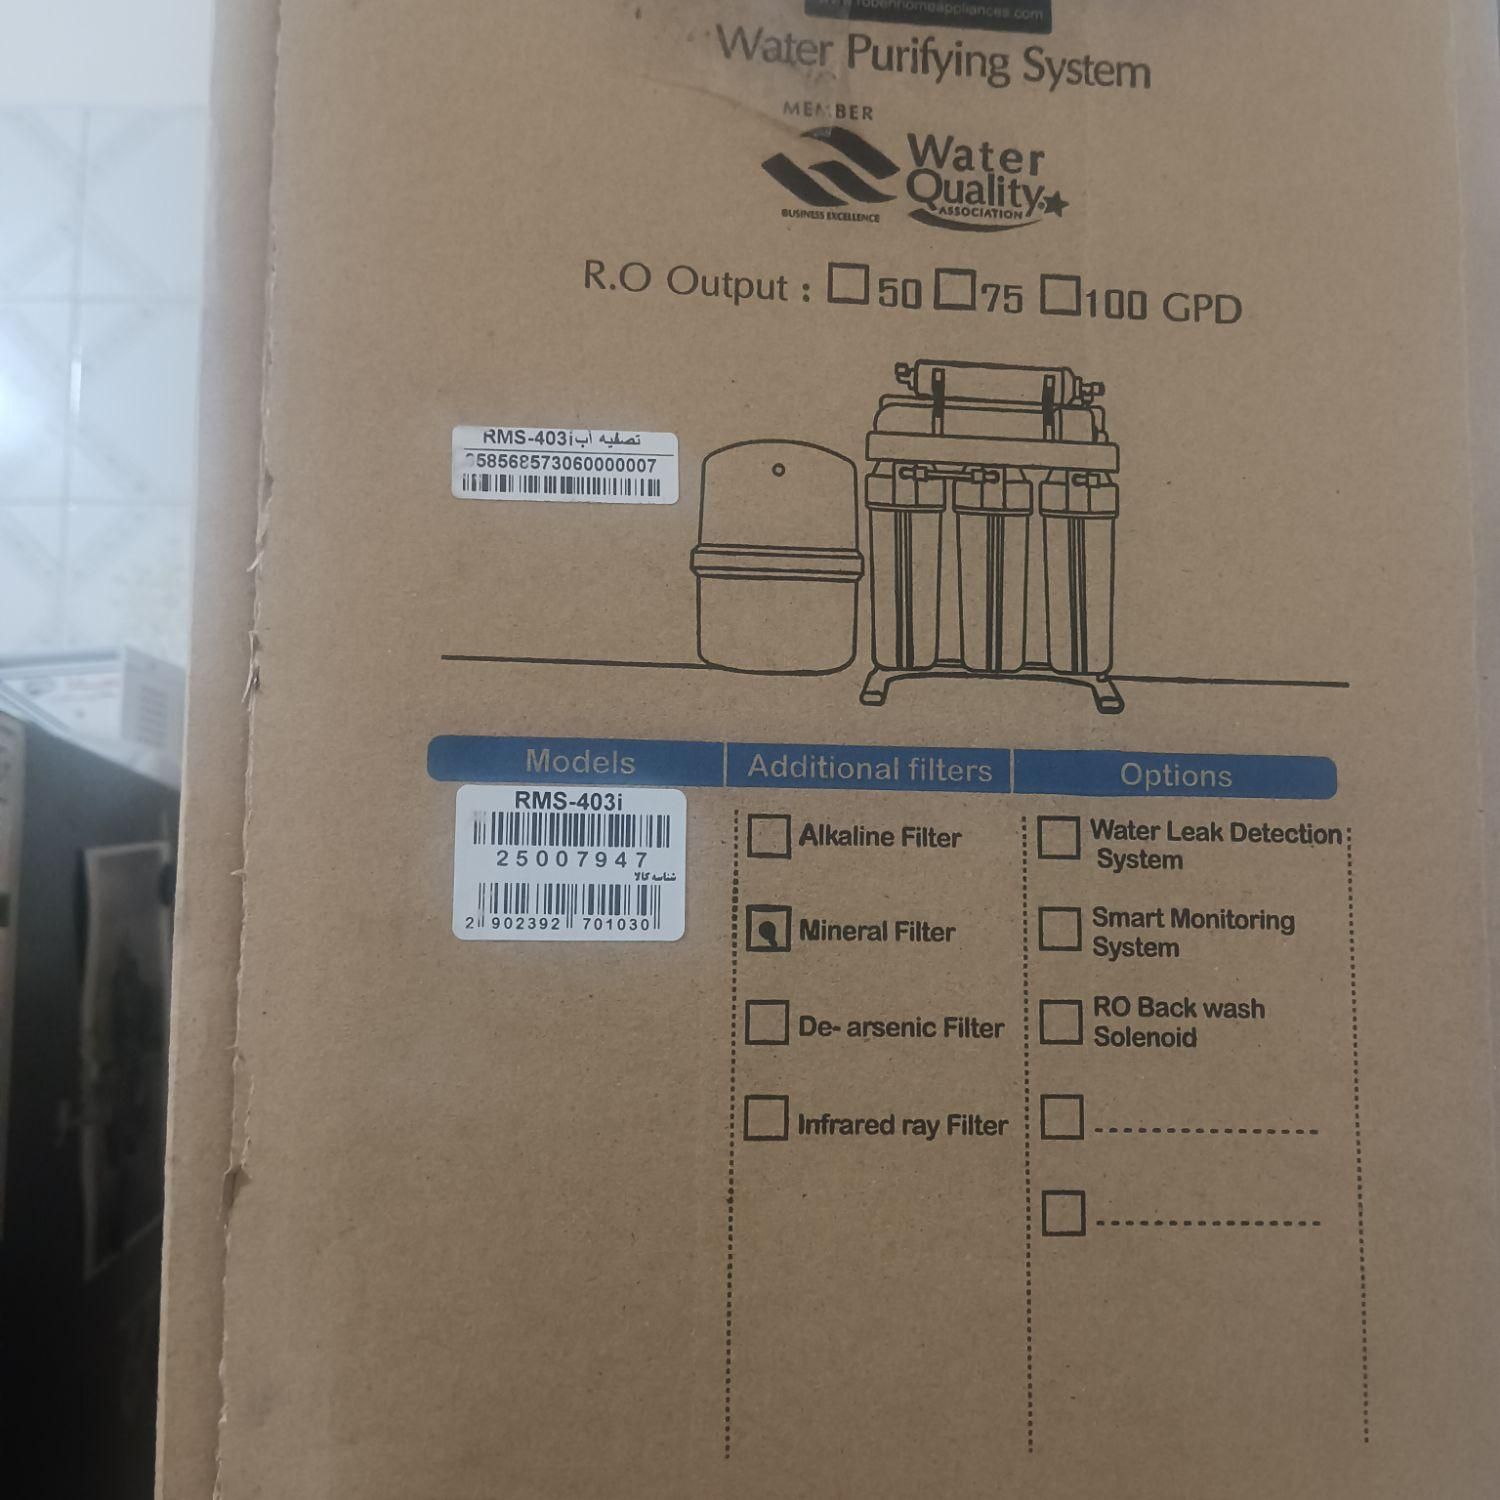 Water Purifying System
MEMBER
Water
Quality
BUSINESS EXCELLENCE
ASSOCIATION
R.O Output : 50 75 100 GPD
تصفیه آب RMS-403i
58568573060000007
Models
Additional filters
Options
RMS-403i
25007947
شناسه کالا
2 902392 701030
Alkaline Filter
Mineral Filter
De- arsenic Filter
Infrared ray Filter
Water Leak Detection
System
Smart Monitoring
System
RO Back wash
Solenoid